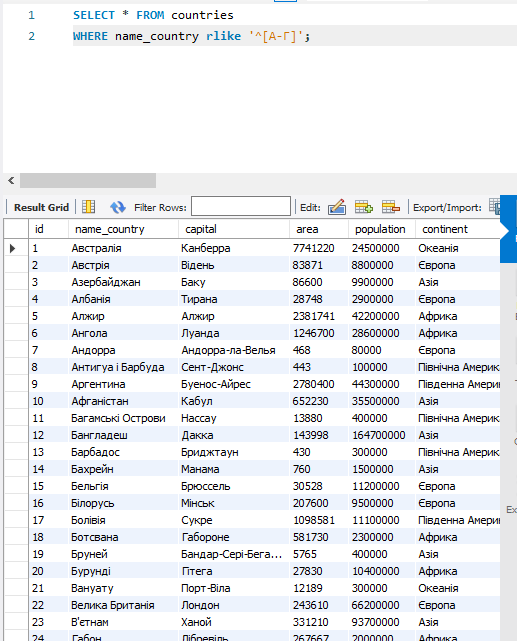 1 SELECT * FROM countries
2 WHERE name_country rlike '^[А-Г]';
Result Grid Filter Rows: Edit: Export/Import:
id name_country capital area population continent
1 Австралія Канберра 7741220 24500000 Океанія
2 Австрія Відень 83871 8800000 Європа
3 Азербайджан Баку 86600 9900000 Азія
4 Албанія Тирана 28748 2900000 Європа
5 Алжир Алжир 2381741 42200000 Африка
6 Ангола Луанда 1246700 28600000 Африка
7 Андорра Андорра-ла-Велья 468 80000 Європа
8 Антигуа і Барбуда Сент-Джонс 443 100000 Північна Америк
9 Аргентина Буенос-Айрес 2780400 44300000 Південна Америк
10 Афганістан Кабул 652230 35500000 Азія
11 Багамські Острови Нассау 13880 400000 Північна Америк
12 Бангладеш Дакка 143998 164700000 Азія
13 Барбадос Бриджтаун 430 300000 Північна Америк
14 Бахрейн Манама 760 1500000 Азія
15 Бельгія Брюссель 30528 11200000 Європа
16 Білорусь Мінськ 207600 9500000 Європа
17 Болівія Сукре 1098581 11100000 Південна Америк
18 Ботсвана Габороне 581730 2300000 Африка
19 Бруней Бандар-Сері-Бега... 5765 400000 Азія
20 Бурунді Гітега 27830 10400000 Африка
21 Вануату Порт-Віла 12189 300000 Океанія
22 Велика Британія Лондон 243610 66200000 Європа
23 В'єтнам Ханой 331210 93700000 Азія
24 Габон Лібревіль 267667 2000000 Африка